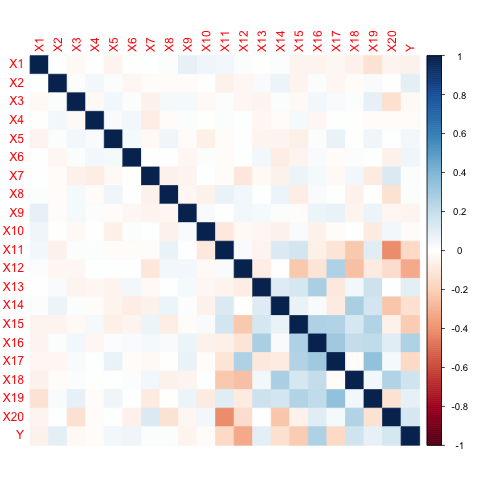 X1 X2 X3 X4 X5 X6 X7 X8 X9 X10 X11 X12 X13 X14 X15 X16 X17 X18 X19 X20 Y
X1
X2
X3
X4
X5
X6
X7
X8
X9
X10
X11
X12
X13
X14
X15
X16
X17
X18
X19
X20
Y
1
0.8
0.6
0.4
0.2
0
-0.2
-0.4
-0.6
-0.8
-1